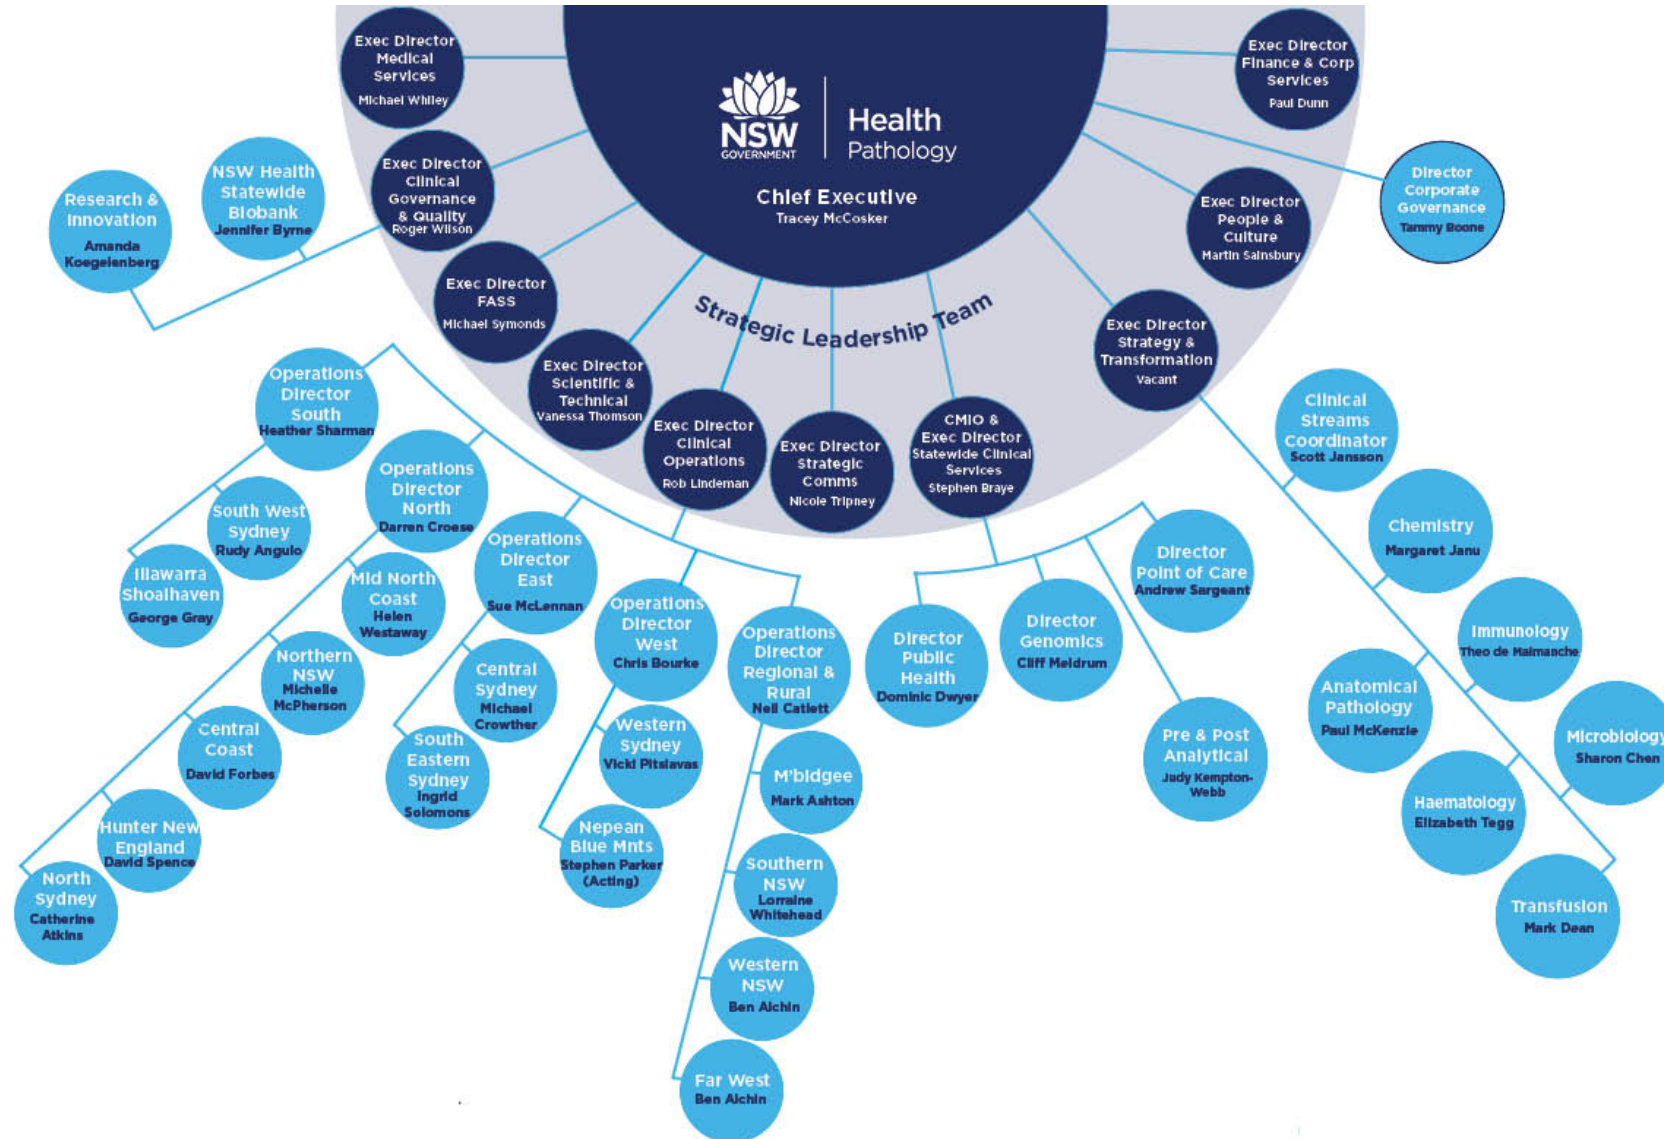 Exec Director
Medical
Services
Michael Whiley
Exec Director
Finance & Corp
Services
Paul Dunn
NSW
GOVERNMENT
Health
Pathology
Chief Executive
Tracey McCosker
Exec Director
Clinical
Governance
& Quality
Roger Wilson
NSW Health
Statewide
Biobank
Jennifer Byrne
Research &
Innovation
Amanda
Koegelenberg
Director
Corporate
Governance
Tammy Boone
Exec Director
People &
Culture
Martin Sainsbury
Exec Director
FASS
Michael Symonds
Strategic Leadership Team
Exec Director
Strategy &
Transformation
Vacant
Exec Director
Scientific &
Technical
Vanessa Thomson
Exec Director
Clinical
Operations
Rob Lindeman
Exec Director
Strategic
Comms
Nicole Tripney
CMIO &
Exec Director
Statewide Clinical
Services
Stephen Braye
Operations
Director
South
Heather Sharman
South West
Sydney
Rudy Angulo
Illawarra
Shoalhaven
George Gray
Operations
Director
North
Darren Croese
Mid North
Coast
Helen
Westaway
Northern
NSW
Michelle
McPherson
Central
Coast
David Forbes
Hunter New
England
David Spence
North
Sydney
Catherine
Atkins
Operations
Director
East
Sue McLennan
Central
Sydney
Michael
Crowther
South
Eastern
Sydney
Ingrid
Solomons
Operations
Director
West
Chris Bourke
Western
Sydney
Vicki Pitsiavas
Nepean
Blue Mnts
Stephen Parker
(Acting)
Operations
Director
Regional &
Rural
Neil Catlett
M'bidgee
Mark Ashton
Southern
NSW
Lorraine
Whitehead
Western
NSW
Ben Alchin
Far West
Ben Alchin
Director
Public
Health
Dominic Dwyer
Director
Genomics
Cliff Meldrum
Director
Point of Care
Andrew Sargeant
Pre & Post
Analytical
Judy Kempton-
Webb
Clinical
Streams
Coordinator
Scott Jansson
Chemistry
Margaret Janu
Immunology
Theo de Malmanche
Anatomical
Pathology
Paul McKenzie
Microbiology
Sharon Chen
Haematology
Elizabeth Tegg
Transfusion
Mark Dean